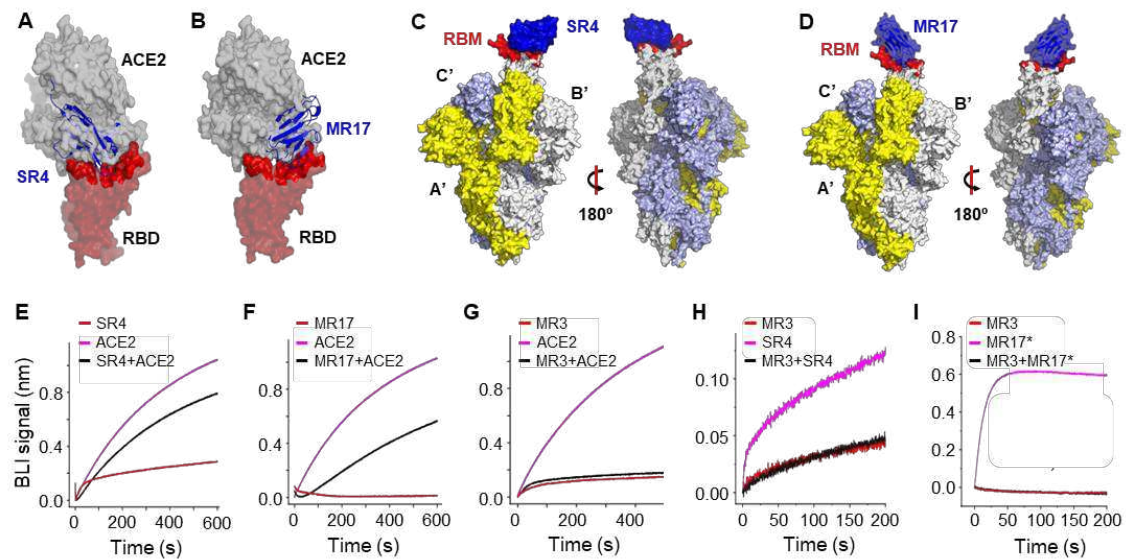 A
ACE2
SR4
RBD
B
ACE2
MR17
RBD
C
SR4
RBM
C'
B'
A'
180º
D
MR17
RBM
C'
B'
A'
180º
E
SR4
ACE2
SR4+ACE2
BLI signal (nm)
0.8
0.4
0.0
0 200 400 600
Time (s)
F
MR17
ACE2
MR17+ACE2
0.8
0.4
0.0
0 200 400 600
Time (s)
G
MR3
ACE2
MR3+ACE2
1.2
0.8
0.4
0.0
0 200 400
Time (s)
H
MR3
SR4
MR3+SR4
0.10
0.05
0.00
0 50 100 150 200
Time (s)
I
MR3
MR17*
MR3+MR17*
0.6
0.4
0.2
0.0
0 50 100 150 200
Time (s)